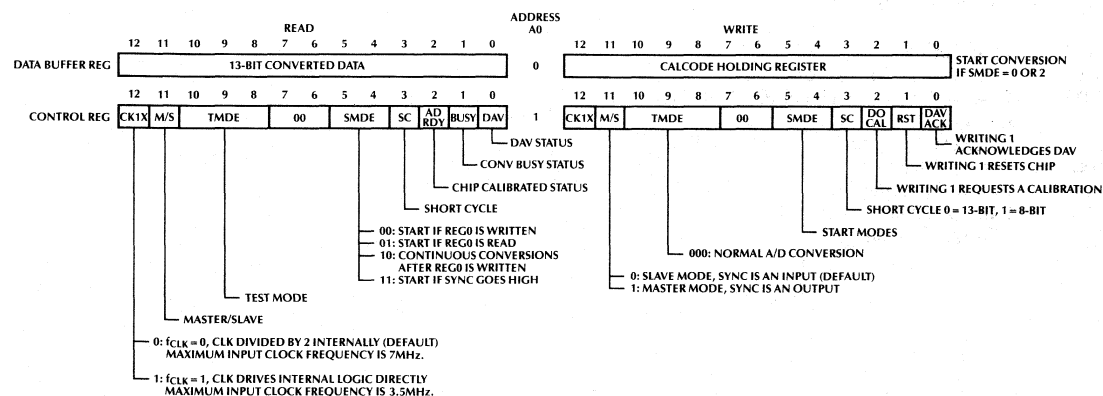 READ ADDRESS A0 WRITE
12 11 10 9 8 7 6 5 4 3 2 1 0 12 11 10 9 8 7 6 5 4 3 2 1 0
DATA BUFFER REG 13-BIT CONVERTED DATA 0 CALCODE HOLDING REGISTER START CONVERSION IF SMDE = 0 OR 2
12 11 10 9 8 7 6 5 4 3 2 1 0 12 11 10 9 8 7 6 5 4 3 2 1 0
CONTROL REG CK1X M/S TMDE 00 SMDE SC AD RDY BUSY DAV 1 CK1X M/S TMDE 00 SMDE SC DO CAL RST DAV ACK
DAV STATUS
CONV BUSY STATUS
CHIP CALIBRATED STATUS
SHORT CYCLE
00: START IF REG0 IS WRITTEN
01: START IF REG0 IS READ
10: CONTINUOUS CONVERSIONS
AFTER REG0 IS WRITTEN
11: START IF SYNC GOES HIGH
TEST MODE
MASTER/SLAVE
0: fCLK = 0, CLK DIVIDED BY 2 INTERNALLY (DEFAULT)
MAXIMUM INPUT CLOCK FREQUENCY IS 7MHz.
1: fCLK = 1, CLK DRIVES INTERNAL LOGIC DIRECTLY
MAXIMUM INPUT CLOCK FREQUENCY IS 3.5MHz.
WRITING 1
ACKNOWLEDGES DAV
WRITING 1 RESETS CHIP
WRITING 1 REQUESTS A CALIBRATION
SHORT CYCLE 0 = 13-BIT, 1 = 8-BIT
START MODES
000: NORMAL A/D CONVERSION
0: SLAVE MODE, SYNC IS AN INPUT (DEFAULT)
1: MASTER MODE, SYNC IS AN OUTPUT